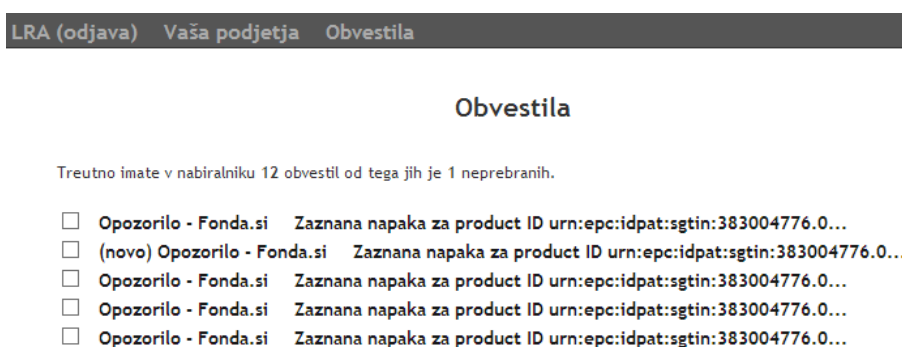 LRA (odjava) Vaša podjetja Obvestila
Obvestila
Treutno imate v nabiralniku 12 obvestil od tega jih je 1 neprebranih.
Opozorilo - Fonda.si Zaznana napaka za product ID urn:epc:idpat:sgtin:383004776.0...
(novo) Opozorilo - Fonda.si Zaznana napaka za product ID urn:epc:idpat:sgtin:383004776.0...
Opozorilo - Fonda.si Zaznana napaka za product ID urn:epc:idpat:sgtin:383004776.0...
Opozorilo - Fonda.si Zaznana napaka za product ID urn:epc:idpat:sgtin:383004776.0...
Opozorilo - Fonda.si Zaznana napaka za product ID urn:epc:idpat:sgtin:383004776.0...